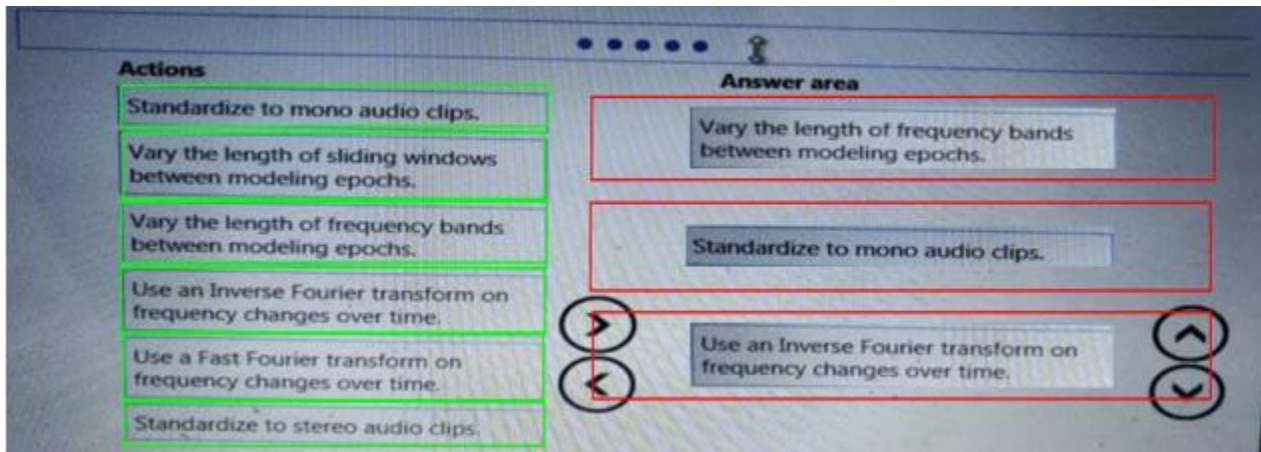 Actions
Standardize to mono audio clips.
Vary the length of sliding windows
between modeling epochs.
Vary the length of frequency bands
between modeling epochs.
Use an Inverse Fourier transform on
frequency changes over time.
Use a Fast Fourier transform on
frequency changes over time.
Standardize to stereo audio clips.
Answer area
Vary the length of frequency bands
between modeling epochs.
Standardize to mono audio clips.
Use an Inverse Fourier transform on
frequency changes over time.